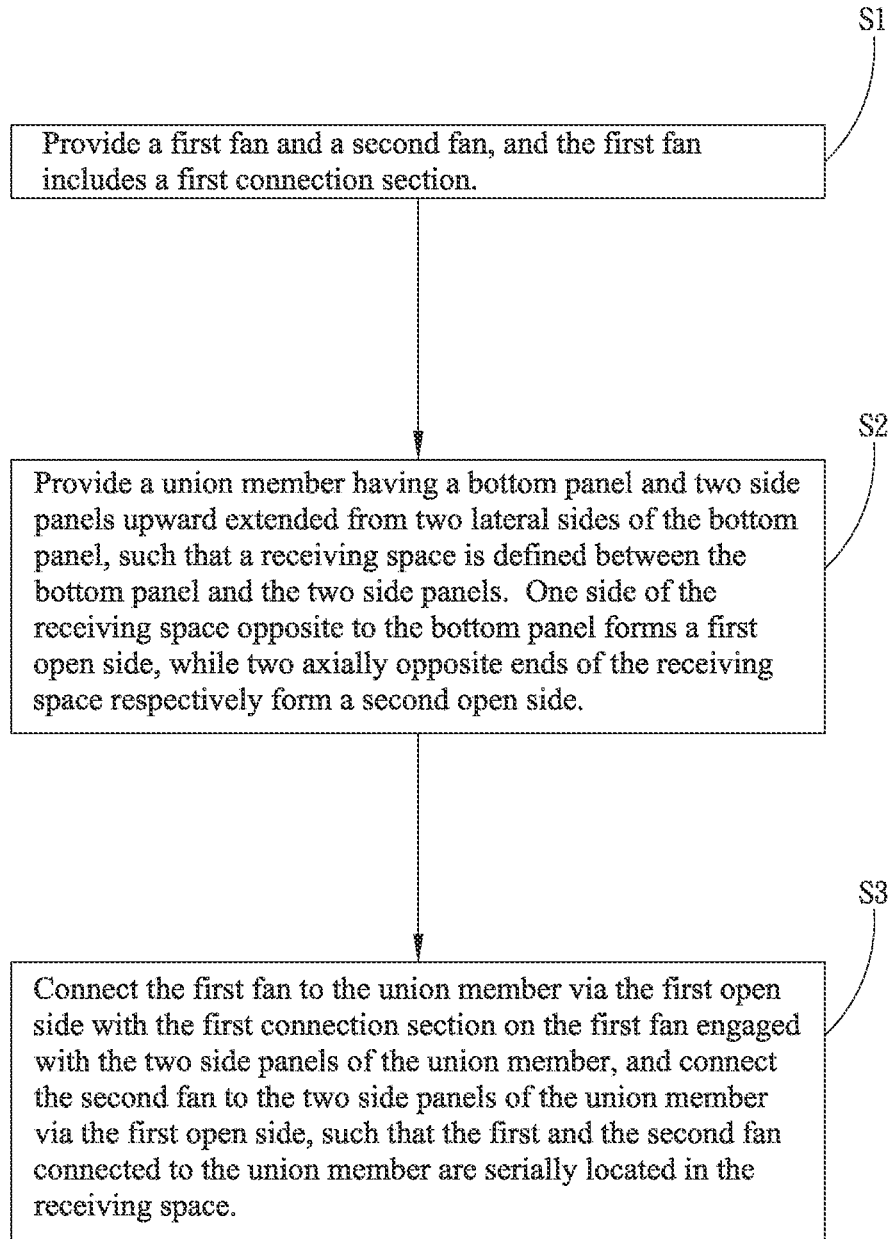 S1
Provide a first fan and a second fan, and the first fan
includes a first connection section.
S2
Provide a union member having a bottom panel and two side
panels upward extended from two lateral sides of the bottom
panel, such that a receiving space is defined between the
bottom panel and the two side panels. One side of the
receiving space opposite to the bottom panel forms a first
open side, while two axially opposite ends of the receiving
space respectively form a second open side.
S3
Connect the first fan to the union member via the first open
side with the first connection section on the first fan engaged
with the two side panels of the union member, and connect
the second fan to the two side panels of the union member
via the first open side, such that the first and the second fan
connected to the union member are serially located in the
receiving space.